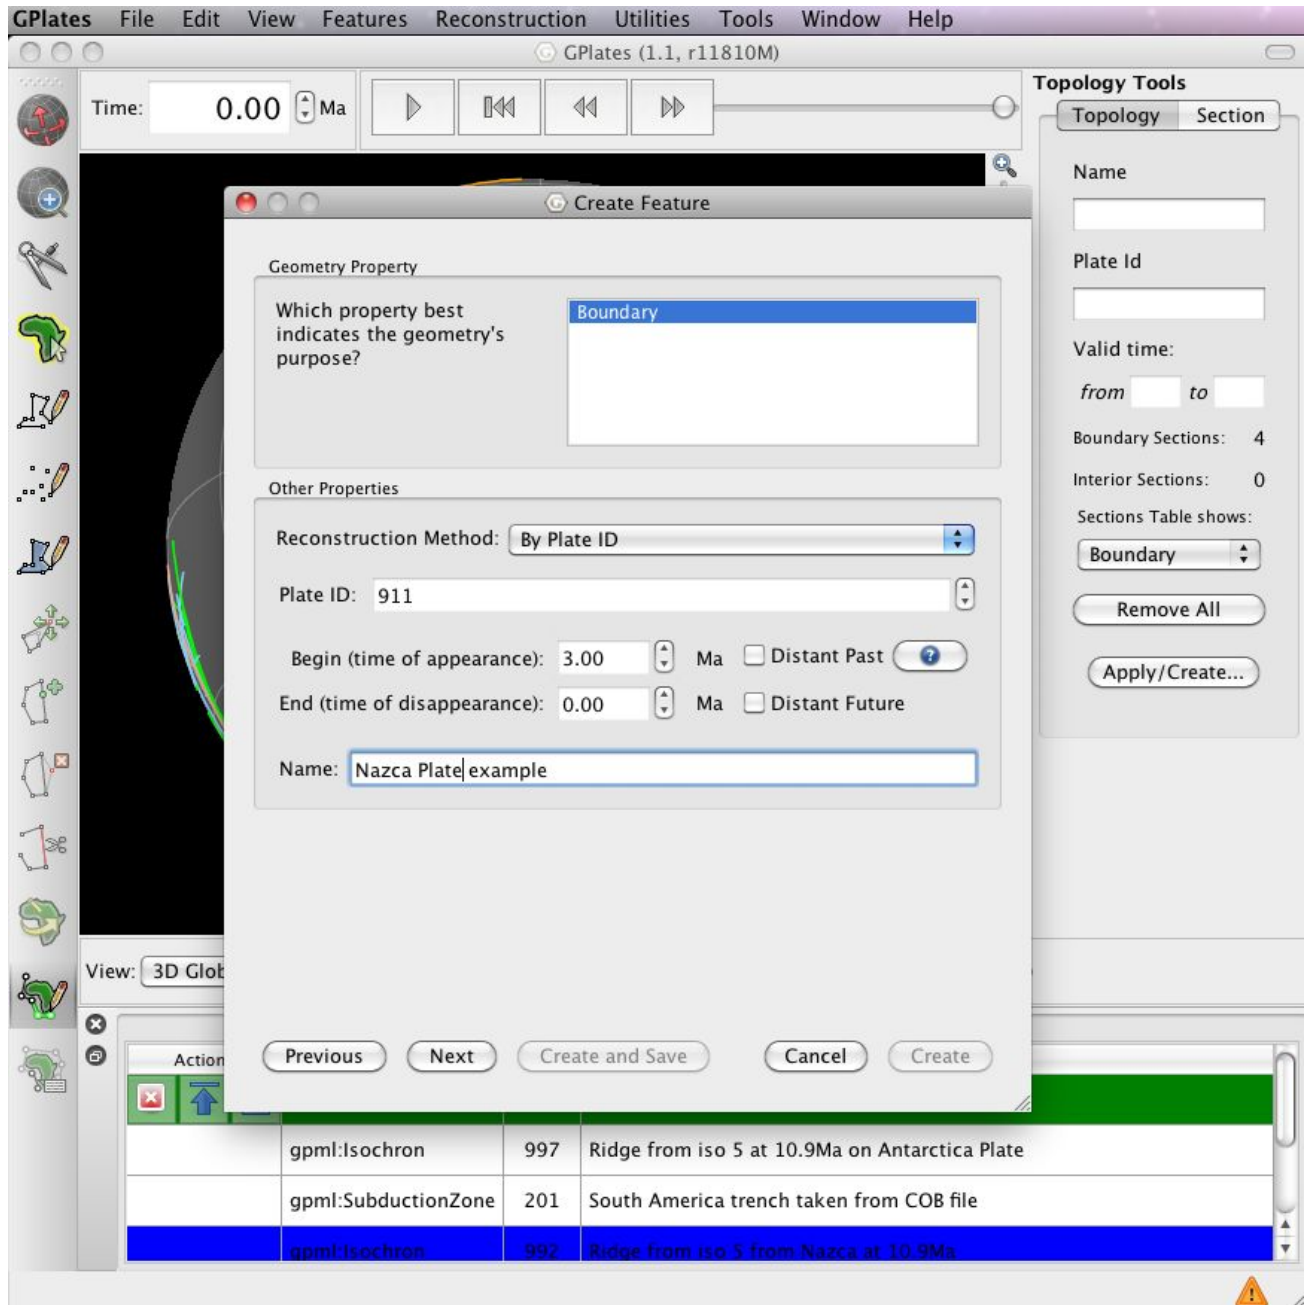 GPlates File Edit View Features Reconstruction Utilities Tools Window Help
GPlates (1.1, r11810M)
Time: 0.00 Ma
Topology Tools
Topology Section
Name
Plate Id
Valid time:
from to
Boundary Sections: 4
Interior Sections: 0
Sections Table shows:
Boundary
Remove All
Apply/Create...
Create Feature
Geometry Property
Which property best
indicates the geometry's
purpose?
Boundary
Other Properties
Reconstruction Method: By Plate ID
Plate ID: 911
Begin (time of appearance): 3.00 Ma Distant Past ?
End (time of disappearance): 0.00 Ma Distant Future
Name: Nazca Plate example
Previous Next Create and Save Cancel Create
View: 3D Glob
Action
gpml:Isochron 997 Ridge from iso 5 at 10.9Ma on Antarctica Plate
gpml:SubductionZone 201 South America trench taken from COB file
gpml:Isochron 992 Ridge from iso 5 from Nazca at 10.9Ma